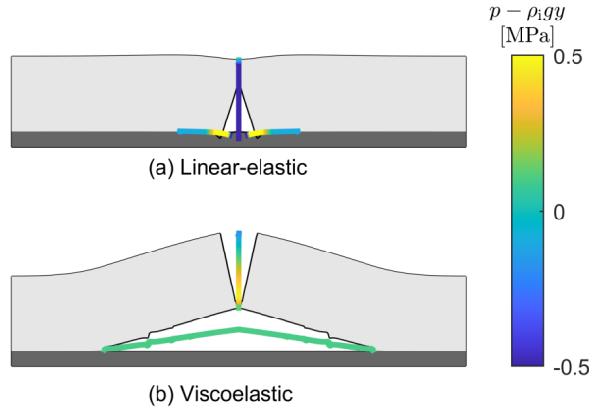 p − ρᵢgy
[MPa]
0.5
0
-0.5
(a) Linear-elastic
(b) Viscoelastic